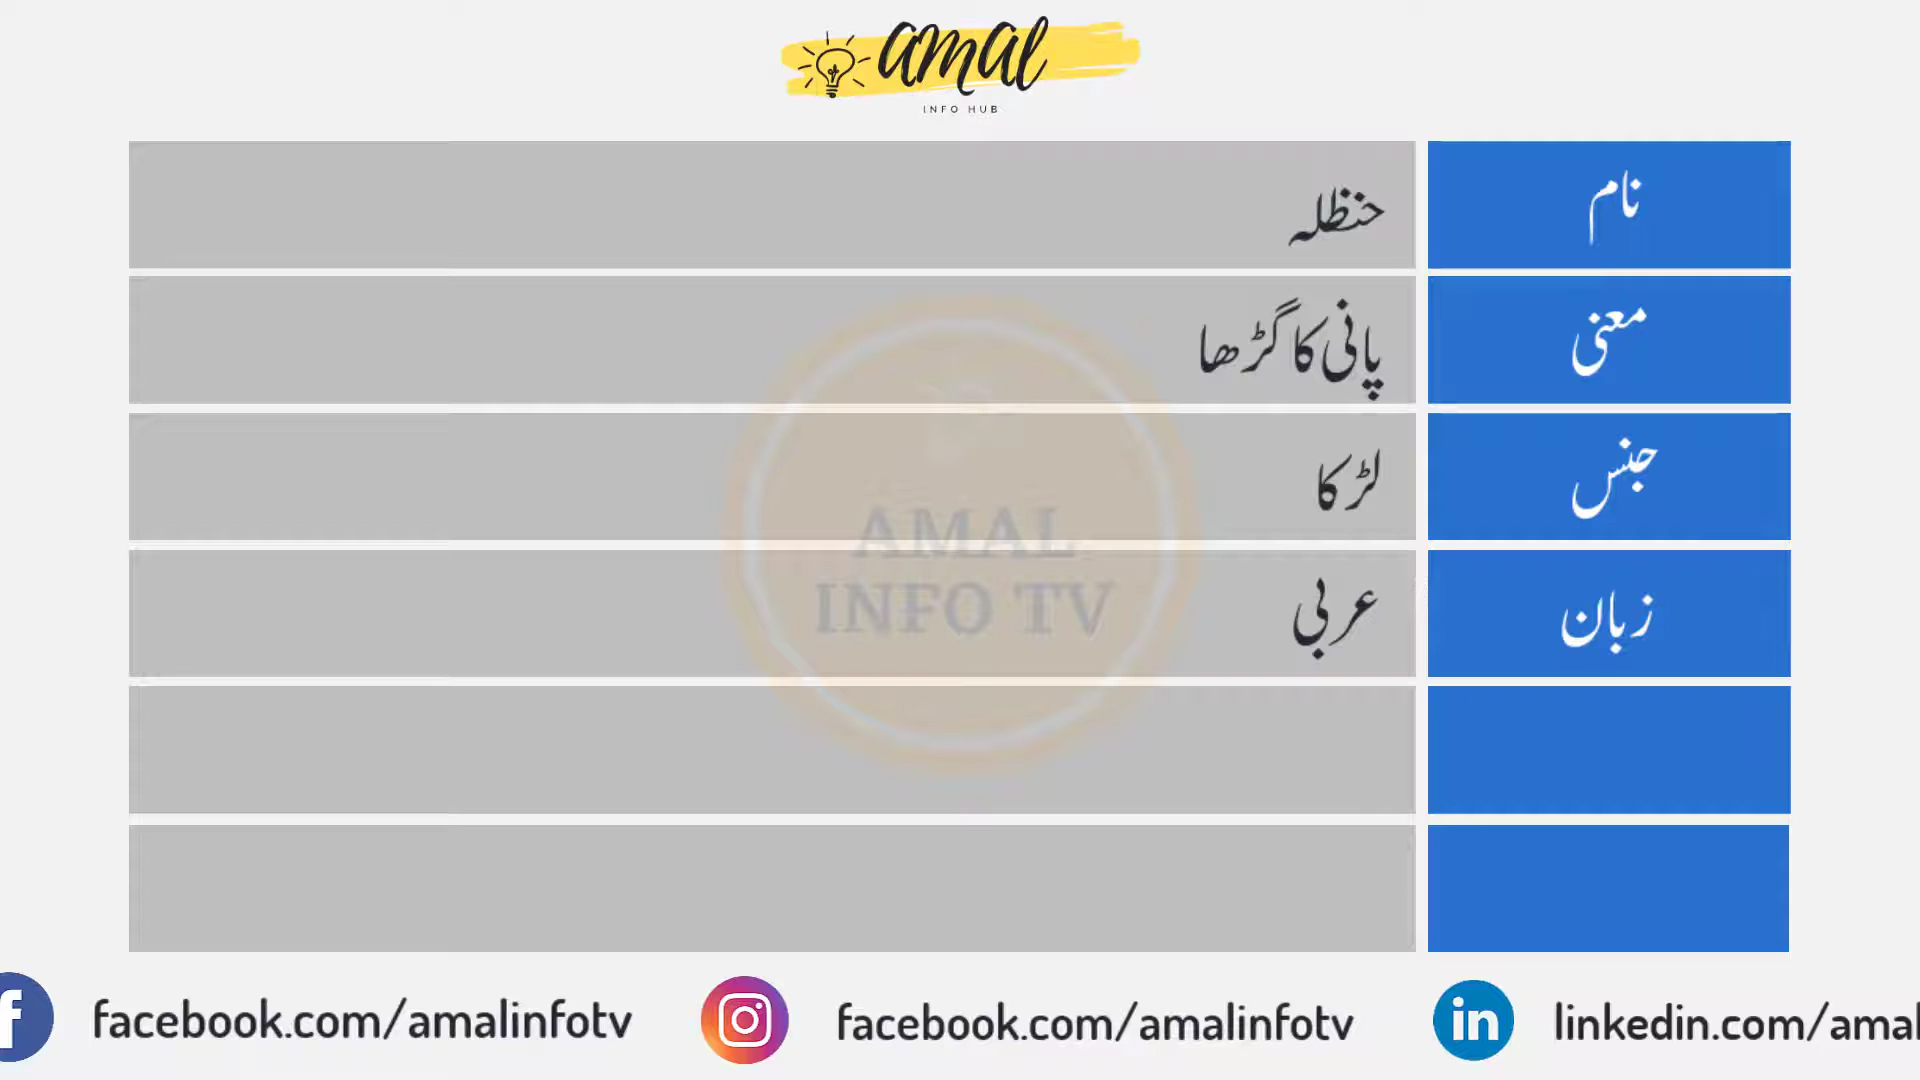 amal
INFO HUB
نام حنظلہ
معنی پانی کا گڑھا
جنس لڑکا
زبان عربی
AMAL
INFO TV
facebook.com/amalinfotv facebook.com/amalinfotv linkedin.com/amal